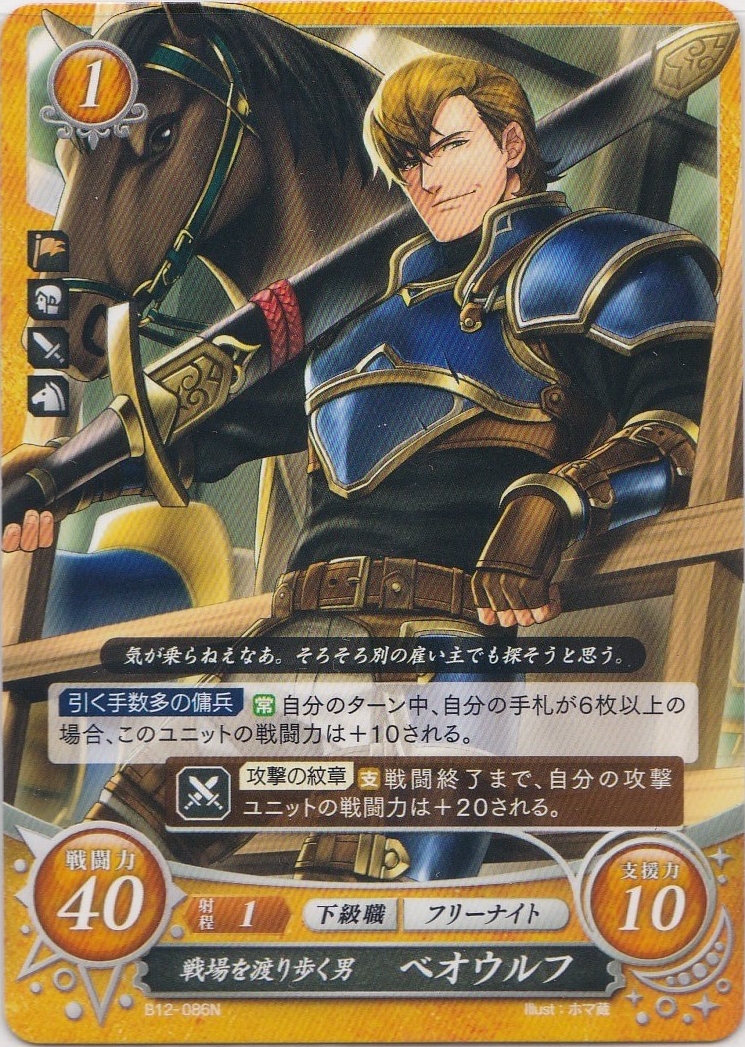 1
気が乗らねえなあ。そろそろ別の雇い主でも探そうと思う。
引く手数多の傭兵 常 自分のターン中、自分の手札が6枚以上の
場合、このユニットの戦闘力は+10される。
攻撃の紋章 支 戦闘終了まで、自分の攻撃
ユニットの戦闘力は+20される。
戦闘力
40
射程 1 下級職 フリーナイト
支援力
10
戦場を渡り歩く男 ベオウルフ
B12-086N Illust:ホマ蔵